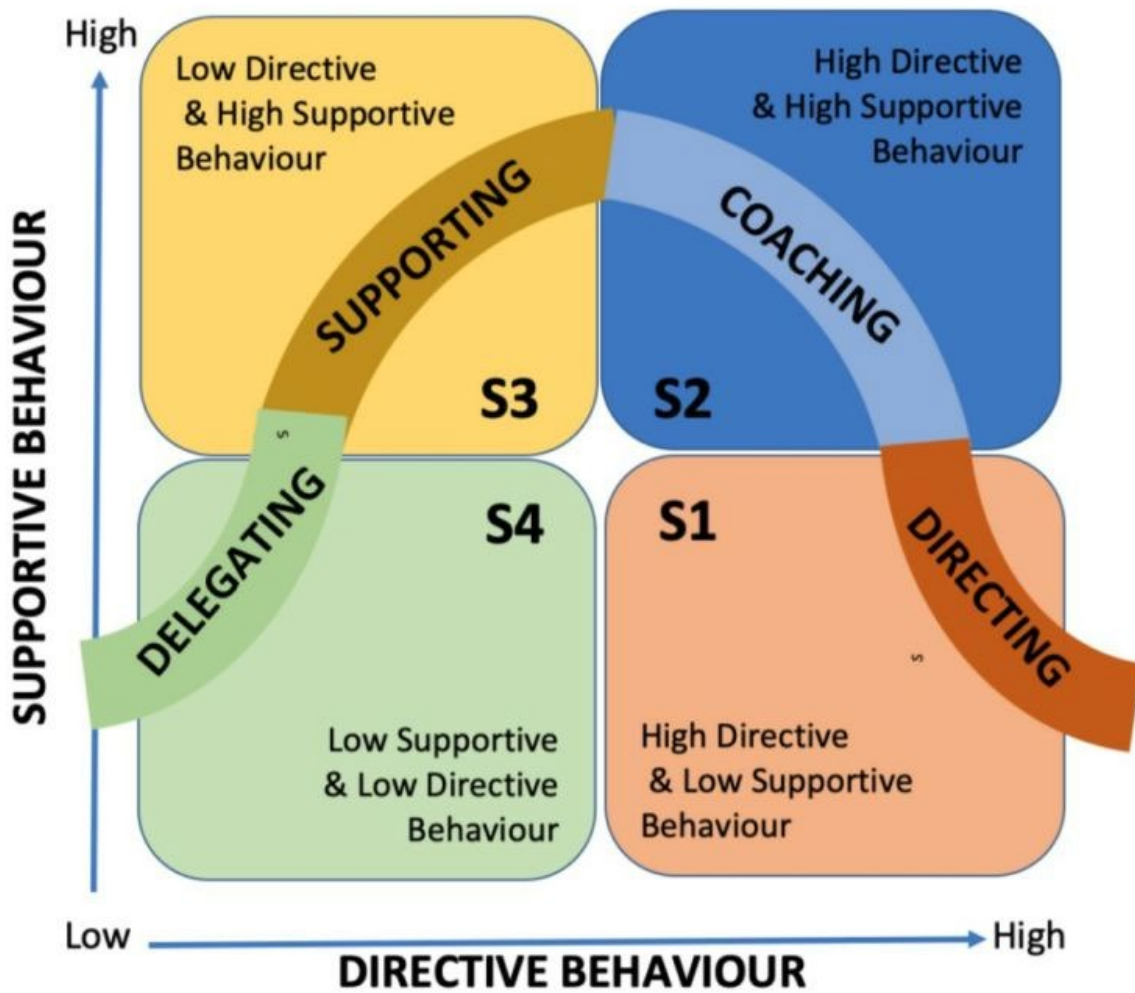 High
Low Directive
& High Supportive
Behaviour
High Directive
& High Supportive
Behaviour
SUPPORTING
COACHING
S3
S2
SUPPORTIVE BEHAVIOUR
S
S4
S1
DELEGATING
DIRECTING
S
Low Supportive
& Low Directive
Behaviour
High Directive
& Low Supportive
Behaviour
Low
High
DIRECTIVE BEHAVIOUR